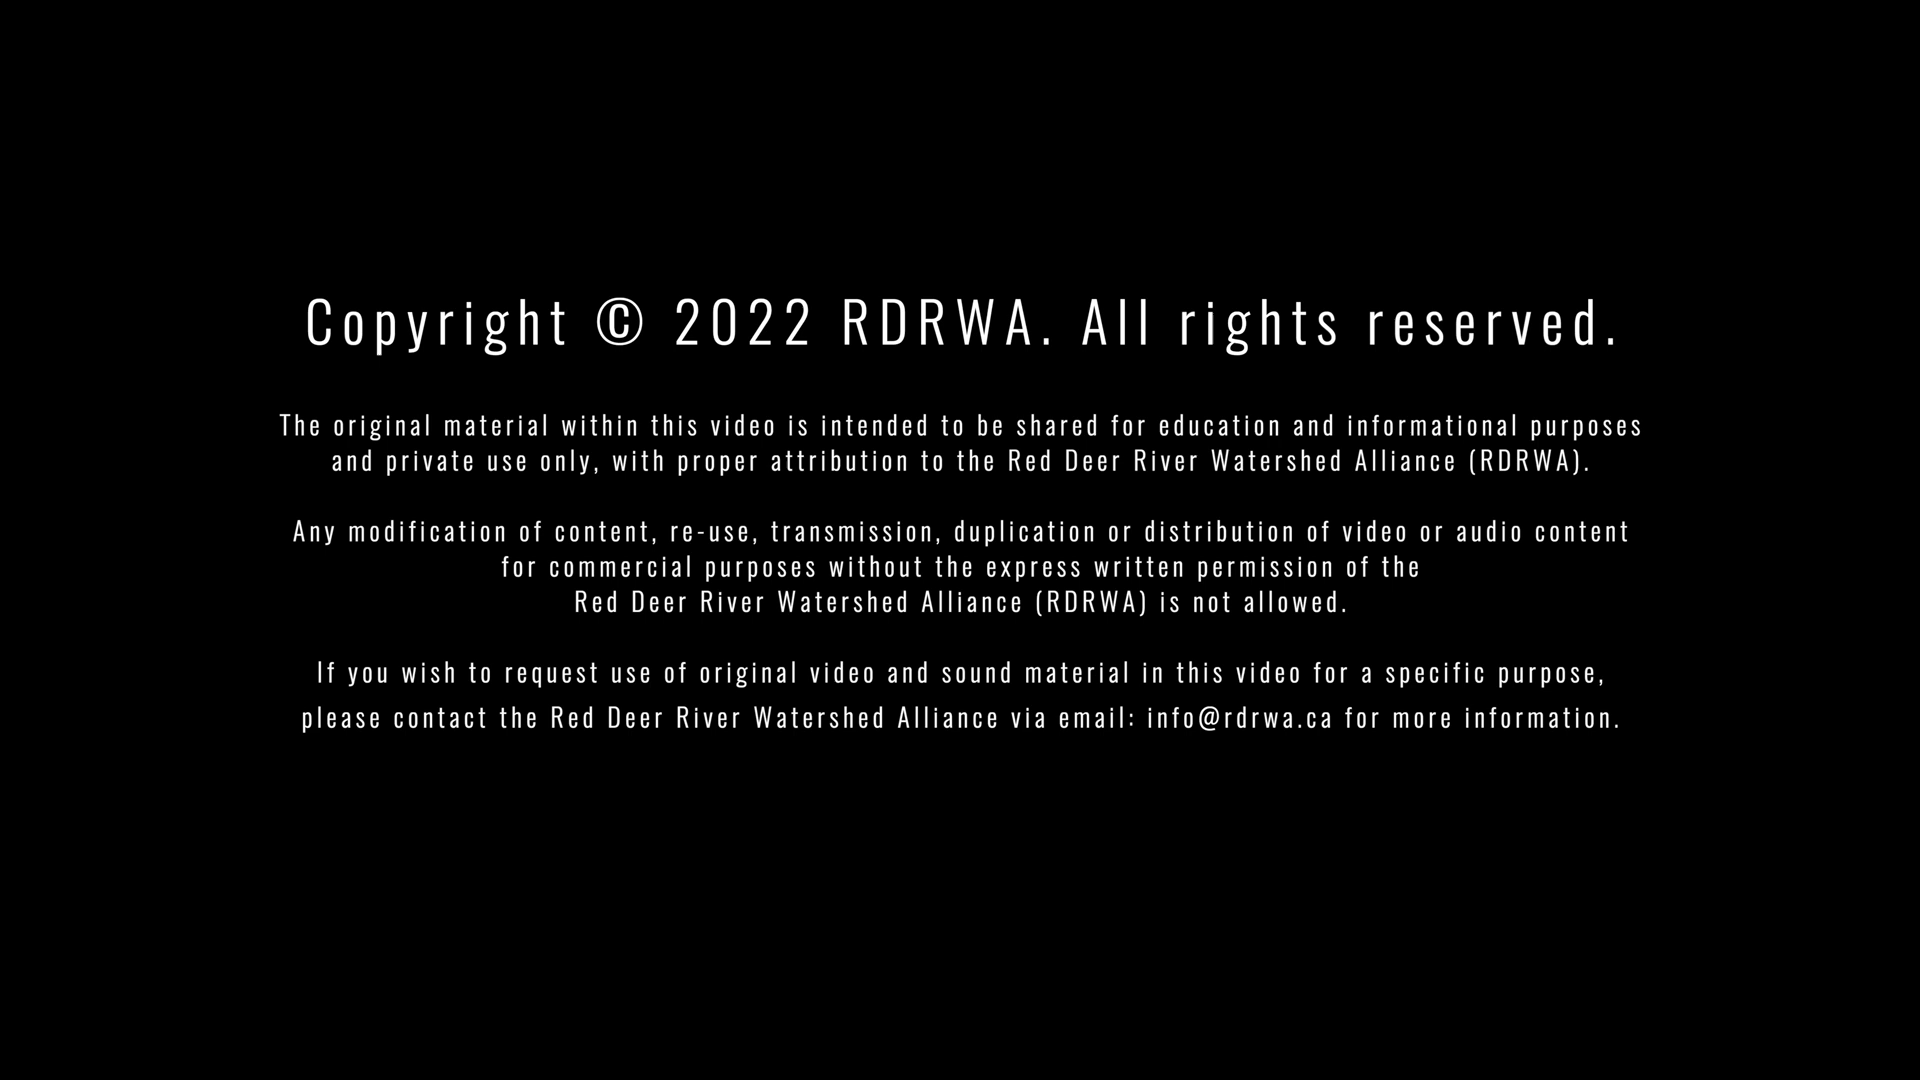 Copyright © 2022 RDRWA. All rights reserved.
The original material within this video is intended to be shared for education and informational purposes
and private use only, with proper attribution to the Red Deer River Watershed Alliance (RDRWA).
Any modification of content, re-use, transmission, duplication or distribution of video or audio content
for commercial purposes without the express written permission of the
Red Deer River Watershed Alliance (RDRWA) is not allowed.
If you wish to request use of original video and sound material in this video for a specific purpose,
please contact the Red Deer River Watershed Alliance via email: info@rdrwa.ca for more information.